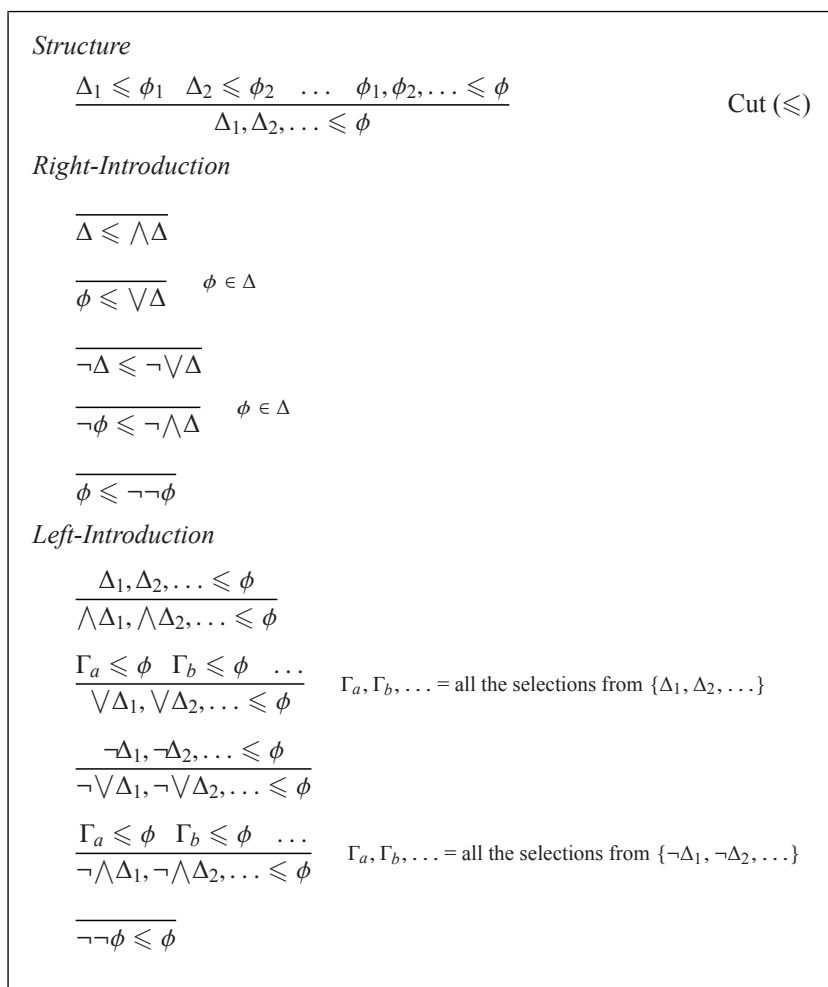 Structure
Δ₁ ⩽ ϕ₁ Δ₂ ⩽ ϕ₂ … ϕ₁, ϕ₂, … ⩽ ϕ
Δ₁, Δ₂, … ⩽ ϕ Cut (⩽)
Right-Introduction
Δ ⩽ ⋀Δ
ϕ ⩽ ⋁Δ ϕ ∈ Δ
¬Δ ⩽ ¬⋁Δ
¬ϕ ⩽ ¬⋀Δ ϕ ∈ Δ
ϕ ⩽ ¬¬ϕ
Left-Introduction
Δ₁, Δ₂, … ⩽ ϕ
⋀Δ₁, ⋀Δ₂, … ⩽ ϕ
Γₐ ⩽ ϕ Γ_b ⩽ ϕ …
⋁Δ₁, ⋁Δ₂, … ⩽ ϕ Γₐ, Γ_b, … = all the selections from {Δ₁, Δ₂, …}
¬Δ₁, ¬Δ₂, … ⩽ ϕ
¬⋁Δ₁, ¬⋁Δ₂, … ⩽ ϕ
Γₐ ⩽ ϕ Γ_b ⩽ ϕ …
¬⋀Δ₁, ¬⋀Δ₂, … ⩽ ϕ Γₐ, Γ_b, … = all the selections from {¬Δ₁, ¬Δ₂, …}
¬¬ϕ ⩽ ϕ